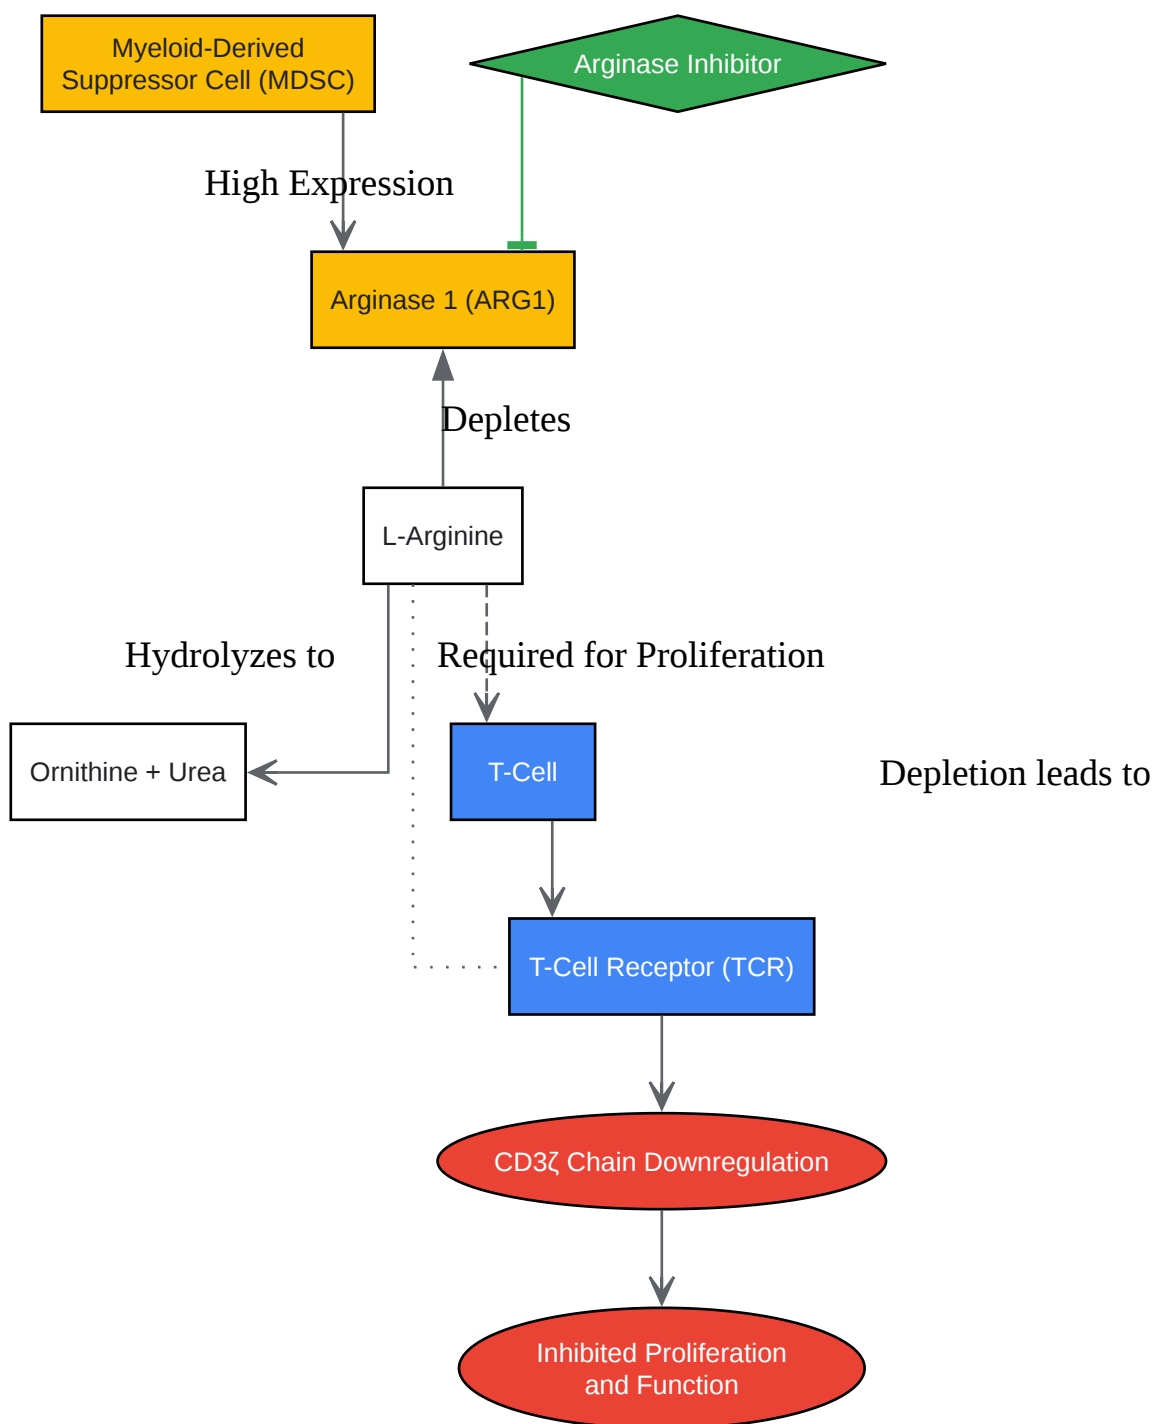 Myeloid-Derived
Suppressor Cell (MDSC)
Arginase Inhibitor
High Expression
Arginase 1 (ARG1)
Depletes
L-Arginine
Hydrolyzes to
Required for Proliferation
Ornithine + Urea
T-Cell
Depletion leads to
T-Cell Receptor (TCR)
CD3ζ Chain Downregulation
Inhibited Proliferation
and Function